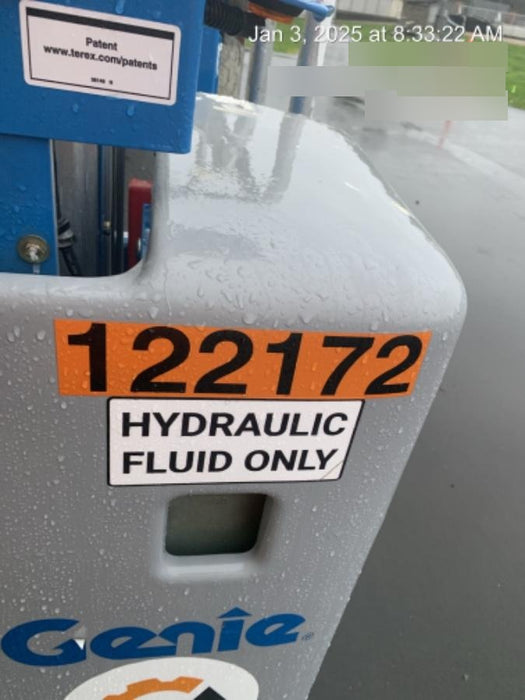 Jan 3, 2025 at 8:33:22 AM
Patent
www.terex.com/patents
122172
HYDRAULIC
FLUID ONLY
Genie